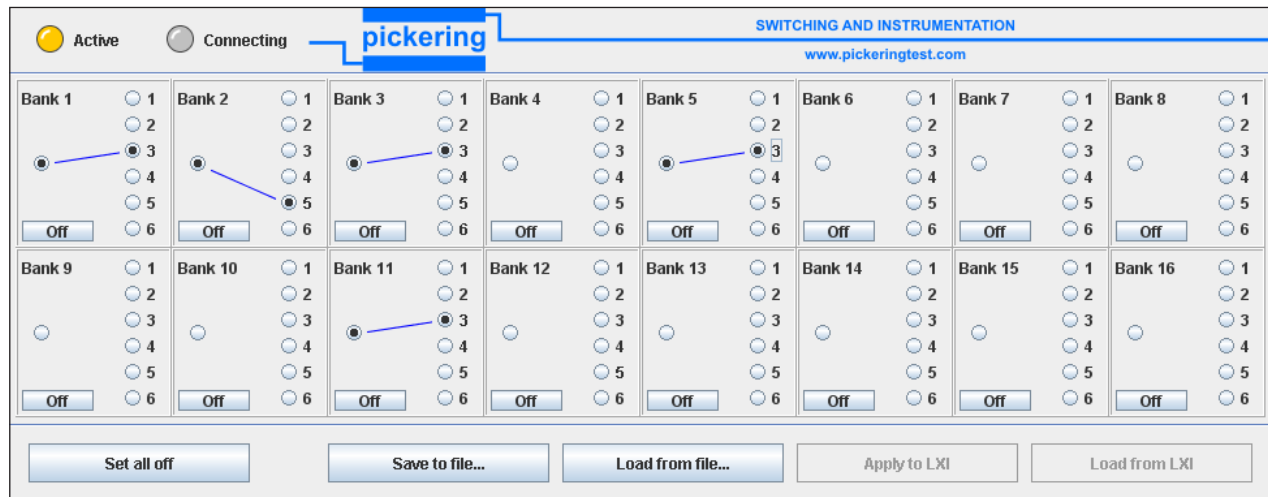 Active Connecting pickering SWITCHING AND INSTRUMENTATION
www.pickeringtest.com
Bank 1 1 Bank 2 1 Bank 3 1 Bank 4 1 Bank 5 1 Bank 6 1 Bank 7 1 Bank 8 1
2 2 2 2 2 2 2 2
3 3 3 3 3 3 3 3
4 4 4 4 4 4 4 4
5 5 5 5 5 5 5 5
Off 6 Off 6 Off 6 Off 6 Off 6 Off 6 Off 6 Off 6
Bank 9 1 Bank 10 1 Bank 11 1 Bank 12 1 Bank 13 1 Bank 14 1 Bank 15 1 Bank 16 1
2 2 2 2 2 2 2 2
3 3 3 3 3 3 3 3
4 4 4 4 4 4 4 4
5 5 5 5 5 5 5 5
Off 6 Off 6 Off 6 Off 6 Off 6 Off 6 Off 6 Off 6
Set all off Save to file... Load from file... Apply to LXI Load from LXI